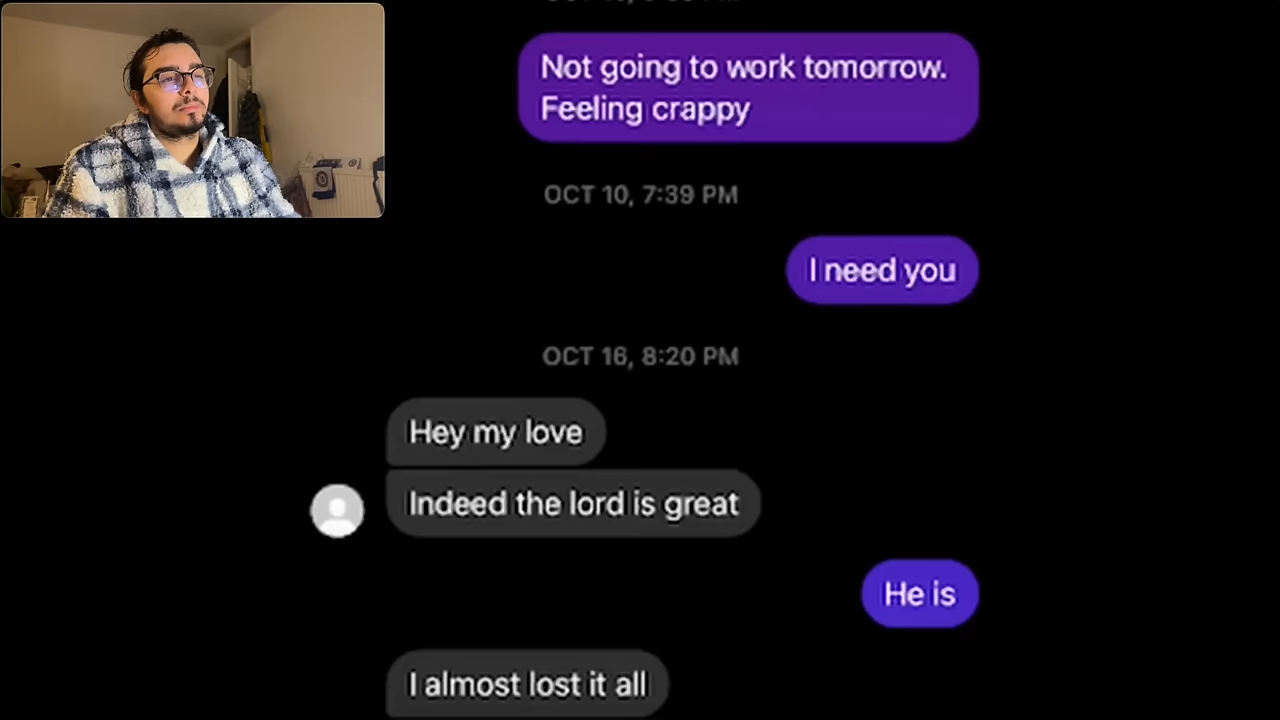 Not going to work tomorrow.
Feeling crappy
OCT 10, 7:39 PM
I need you
OCT 16, 8:20 PM
Hey my love
Indeed the lord is great
He is
I almost lost it all